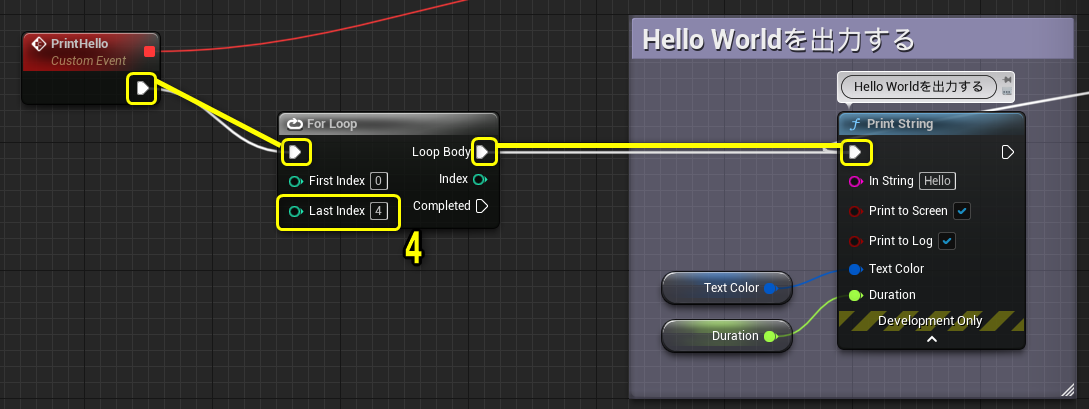 PrintHello
Custom Event
For Loop
Loop Body
First Index 0
Index
Last Index 4
Completed
4
Hello Worldを出力する
Hello Worldを出力する
Print String
In String Hello
Print to Screen
Print to Log
Text Color
Duration
Development Only
Text Color
Duration